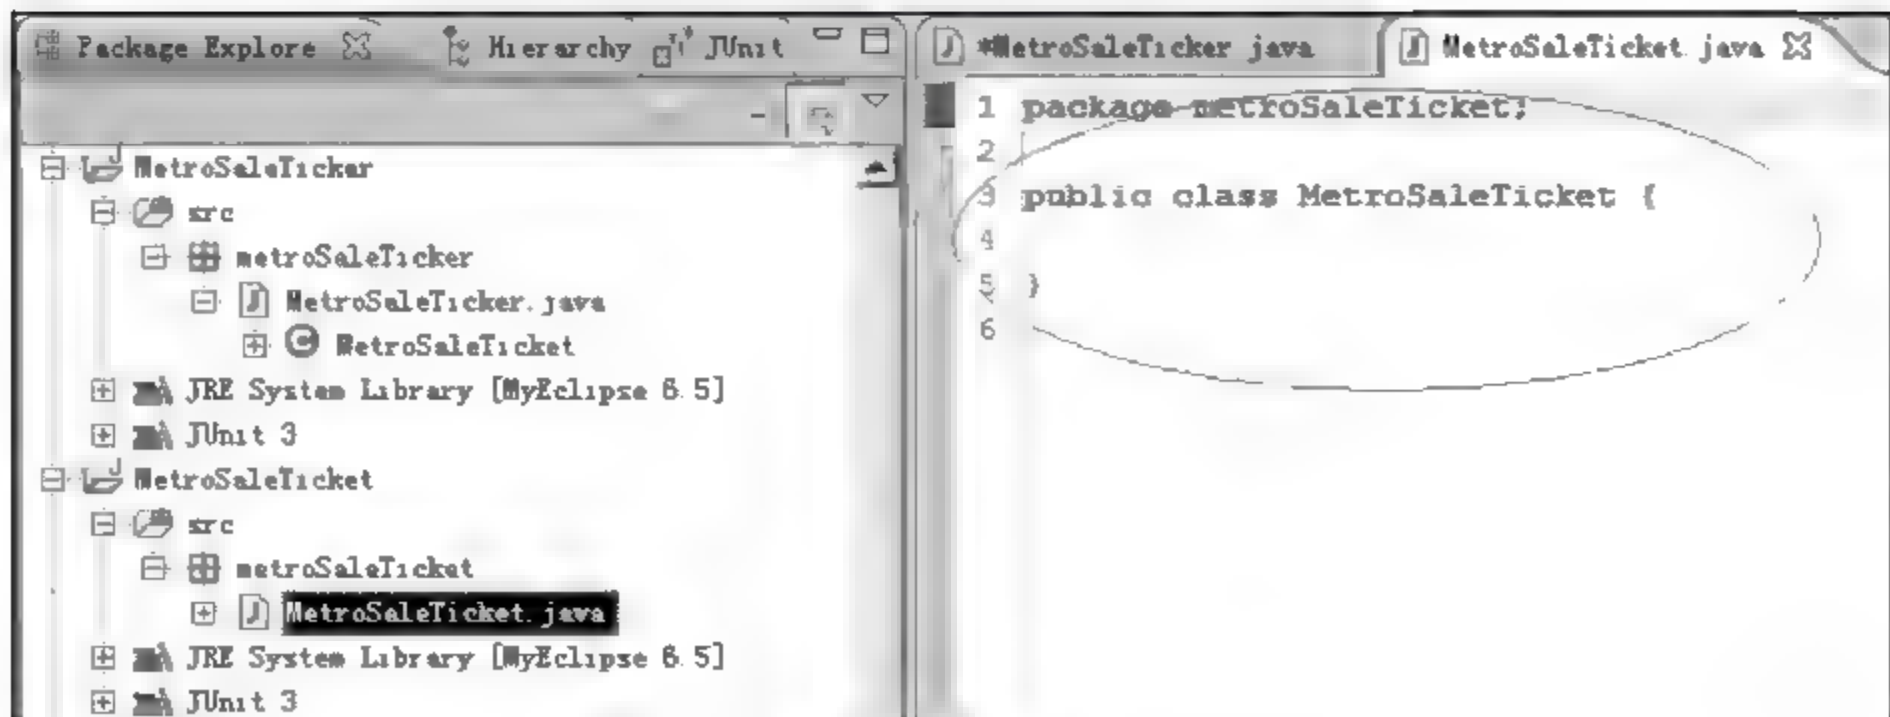 Package Explore Hierarchy JUnit
MetroSaleTicker
src
metroSaleTicker
MetroSaleTicker.java
MetroSaleTicket
JRE System Library [MyEclipse 6.5]
JUnit 3
MetroSaleTicket
src
metroSaleTicket
MetroSaleTicket.java
JRE System Library [MyEclipse 6.5]
JUnit 3
*MetroSaleTicker java MetroSaleTicket java
1 package metroSaleTicket;
2
3 public class MetroSaleTicket {
4
5 }
6